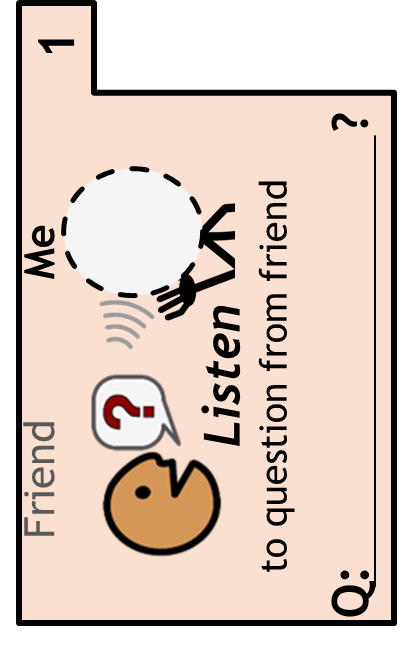 1
Friend Me
?
Listen
to question from friend
Q: ?